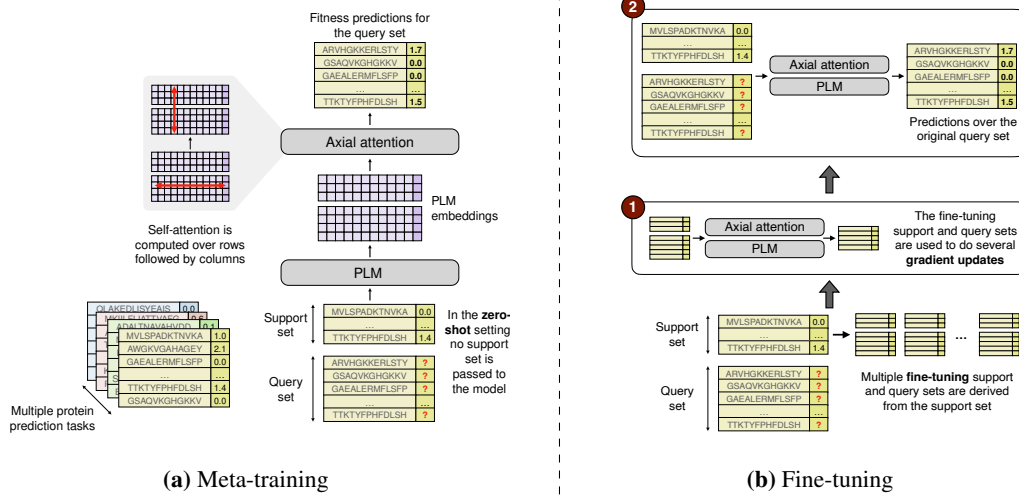 Fitness predictions for
the query set
ARVHGKKERLSTY 1.7
GSAQVKGHGKKV 0.0
GAEALERMFLSFP 0.0
... ...
TTKTYFPHFDLSH 1.5
Axial attention
PLM
embeddings
Self-attention is
computed over rows
followed by columns
PLM
QLAKEDLISYEAIS 0.0
ADALTNAVAHVDD 0.1
MVLSPADKTNVKA 1.0
AWGKVGAHAGEY 2.1
GAEALERMFLSFP 0.0
... ...
TTKTYFPHFDLSH 1.4
GSAQVKGHGKKV 0.0
Multiple protein
prediction tasks
Support
set
MVLSPADKTNVKA 0.0
... ...
TTKTYFPHFDLSH 1.4
Query
set
ARVHGKKERLSTY ?
GSAQVKGHGKKV ?
GAEALERMFLSFP ?
... ...
TTKTYFPHFDLSH ?
In the zero-
shot setting
no support
set is
passed to
the model
(a) Meta-training
2
MVLSPADKTNVKA 0.0
... ...
TTKTYFPHFDLSH 1.4
ARVHGKKERLSTY ?
GSAQVKGHGKKV ?
GAEALERMFLSFP ?
... ...
TTKTYFPHFDLSH ?
Axial attention
PLM
ARVHGKKERLSTY 1.7
GSAQVKGHGKKV 0.0
GAEALERMFLSFP 0.0
... ...
TTKTYFPHFDLSH 1.5
Predictions over the
original query set
1
Axial attention
PLM
The fine-tuning
support and query sets
are used to do several
gradient updates
Support
set
MVLSPADKTNVKA 0.0
... ...
TTKTYFPHFDLSH 1.4
...
Query
set
ARVHGKKERLSTY ?
GSAQVKGHGKKV ?
GAEALERMFLSFP ?
... ...
TTKTYFPHFDLSH ?
Multiple fine-tuning support
and query sets are derived
from the support set
(b) Fine-tuning